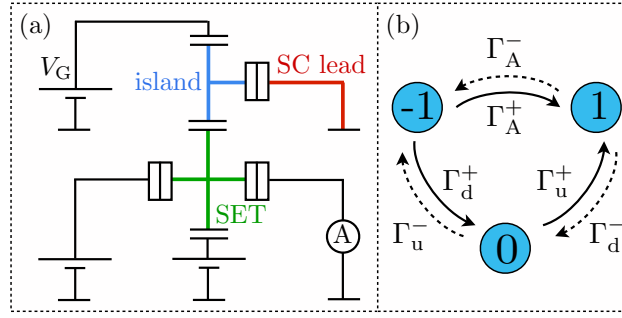 (a)
V_G
island
SC lead
SET
A
(b)
Γ_A^-
-1
1
Γ_A^+
Γ_d^+
Γ_u^+
Γ_u^-
Γ_d^-
0